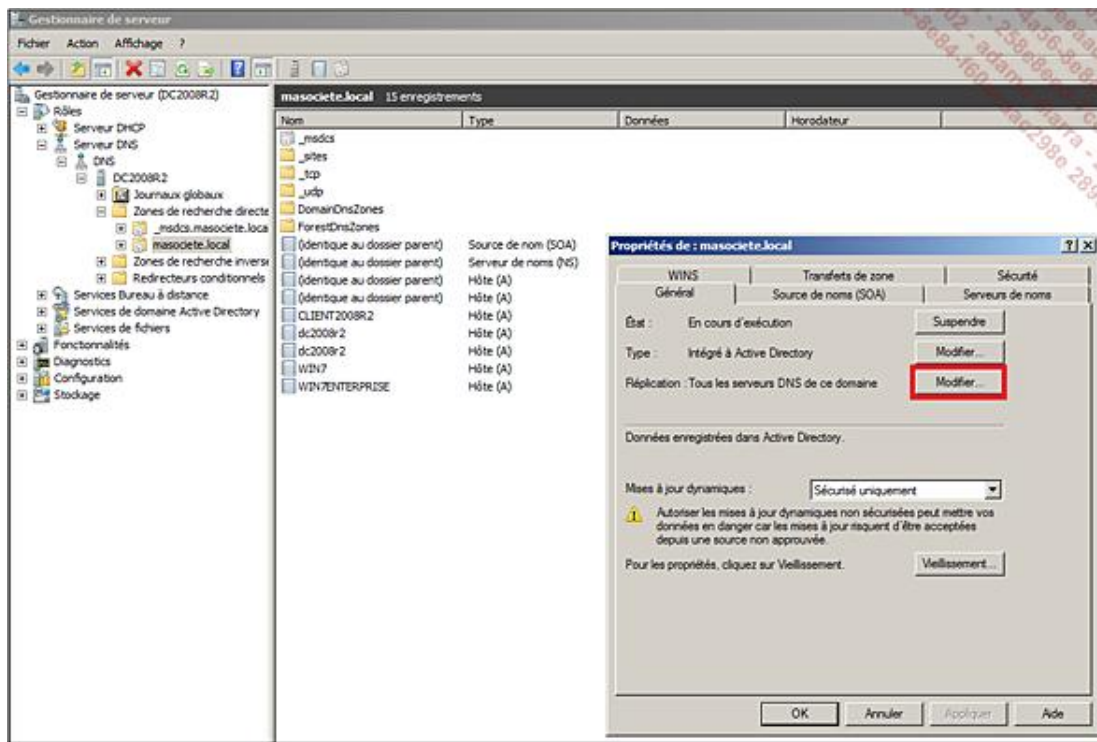 Gestionnaire de serveur
Fichier Action Affichage ?
Gestionnaire de serveur (DC2008R2)
Rôles
Serveur DHCP
Serveur DNS
DNS
DC2008R2
Journaux globaux
Zones de recherche directe
_msdcs.masociete.loca
masociete.local
Zones de recherche inverse
Redirecteurs conditionnels
Services Bureau à distance
Services de domaine Active Directory
Services de fichiers
Fonctionnalités
Diagnostics
Configuration
Stockage
masociete.local 15 enregistrements
Nom Type Données Horodateur
_msdcs
_sites
_tcp
_udp
DomainDnsZones
ForestDnsZones
(identique au dossier parent) Source de nom (SOA)
(identique au dossier parent) Serveur de noms (NS)
(identique au dossier parent) Hôte (A)
(identique au dossier parent) Hôte (A)
CLIENT2008R2 Hôte (A)
dc2008r2 Hôte (A)
dc2008r2 Hôte (A)
WIN7 Hôte (A)
WIN7ENTERPRISE Hôte (A)
Propriétés de : masociete.local
WINS Transferts de zone Sécurité
Général Source de noms (SOA) Serveurs de noms
État : En cours d'exécution Suspendre
Type : Intégré à Active Directory Modifier...
Réplication : Tous les serveurs DNS de ce domaine Modifier...
Données enregistrées dans Active Directory.
Mises à jour dynamiques : Sécurisé uniquement
Autoriser les mises à jour dynamiques non sécurisées peut mettre vos
données en danger car les mises à jour risquent d'être acceptées
depuis une source non approuvée.
Pour les propriétés, cliquez sur Vieillissement. Vieillissement...
OK Annuler Appliquer Aide